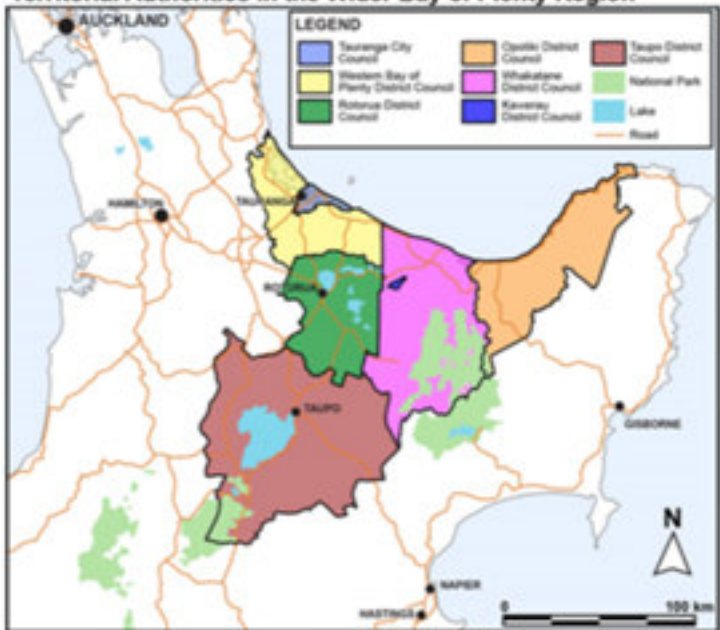 Territorial Authorities in the Wider Bay of Plenty Region
AUCKLAND
LEGEND
Tauranga City
Council
Western Bay of
Plenty District Council
Rotorua District
Council
Opotiki District
Council
Whakatane
District Council
Kawerau
District Council
Taupo District
Council
National Park
Lake
Road
HAMILTON
TAURANGA
ROTORUA
TAUPO
GISBORNE
N
NAPIER
HASTINGS
0
100 km